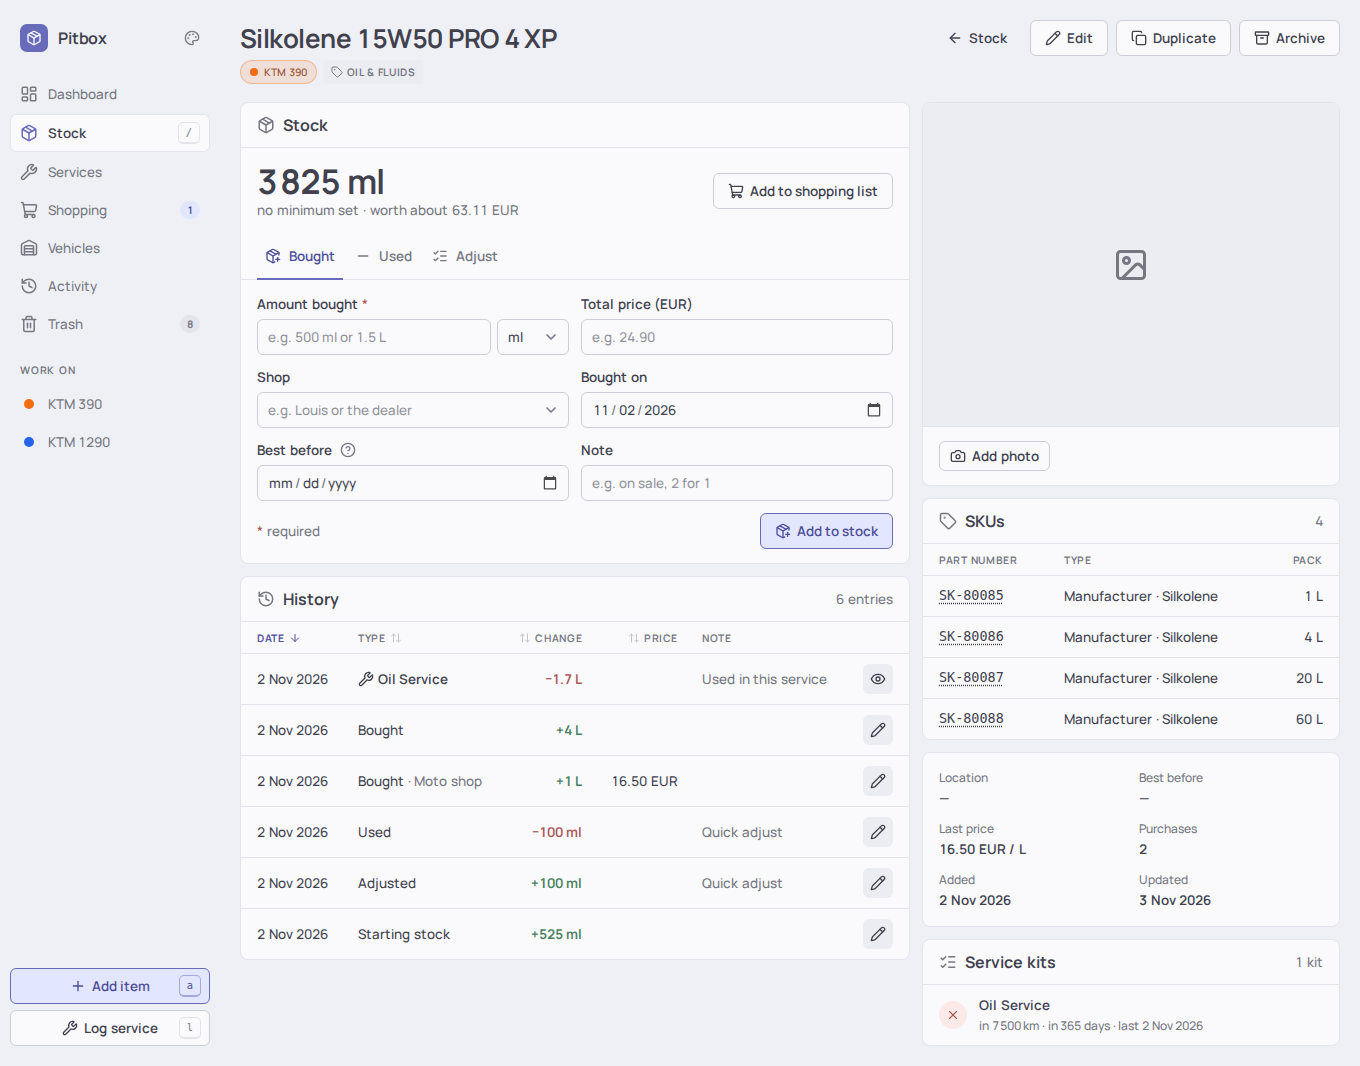 Pitbox
Dashboard
Stock /
Services
Shopping 1
Vehicles
Activity
Trash 8
WORK ON
KTM 390
KTM 1290
Add item a
Log service l
Silkolene 15W50 PRO 4 XP
KTM 390 OIL & FLUIDS
Stock Edit Duplicate Archive
Stock
3 825 ml
no minimum set · worth about 63.11 EUR
Add to shopping list
Bought Used Adjust
Amount bought * Total price (EUR)
e.g. 500 ml or 1.5 L ml e.g. 24.90
Shop Bought on
e.g. Louis or the dealer 11 / 02 / 2026
Best before Note
mm / dd / yyyy e.g. on sale, 2 for 1
* required Add to stock
History 6 entries
DATE TYPE CHANGE PRICE NOTE
2 Nov 2026 Oil Service −1.7 L Used in this service
2 Nov 2026 Bought +4 L
2 Nov 2026 Bought · Moto shop +1 L 16.50 EUR
2 Nov 2026 Used −100 ml Quick adjust
2 Nov 2026 Adjusted +100 ml Quick adjust
2 Nov 2026 Starting stock +525 ml
Add photo
SKUs 4
PART NUMBER TYPE PACK
SK-80085 Manufacturer · Silkolene 1 L
SK-80086 Manufacturer · Silkolene 4 L
SK-80087 Manufacturer · Silkolene 20 L
SK-80088 Manufacturer · Silkolene 60 L
Location Best before
— —
Last price Purchases
16.50 EUR / L 2
Added Updated
2 Nov 2026 3 Nov 2026
Service kits 1 kit
Oil Service
in 7 500 km · in 365 days · last 2 Nov 2026